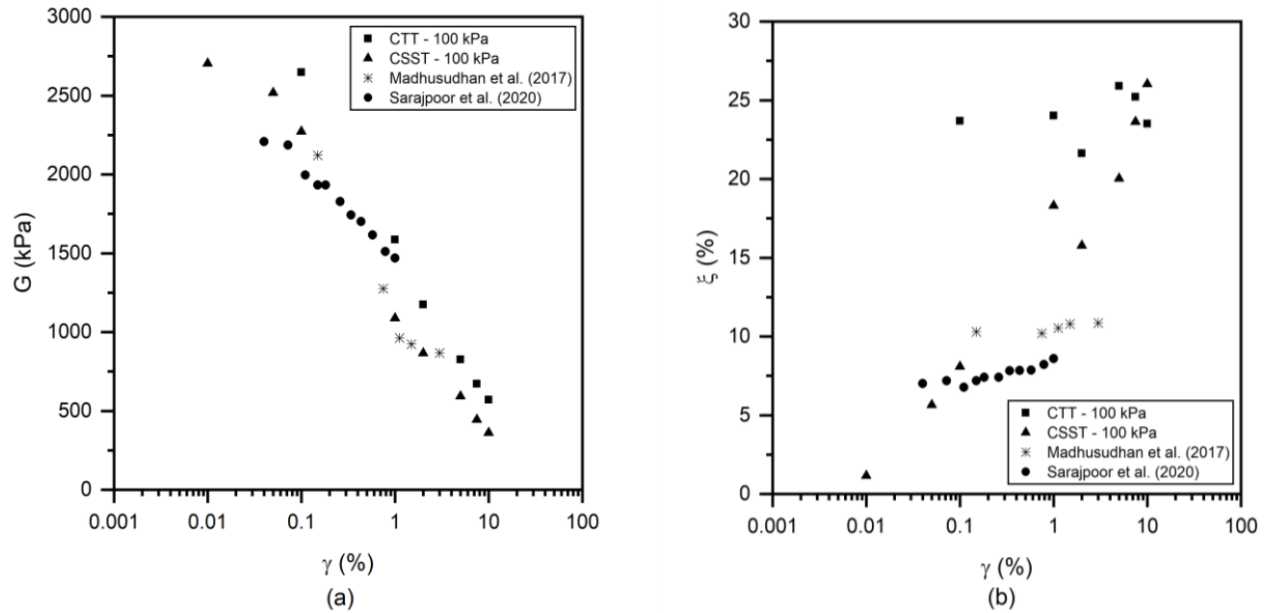 3000
2500
2000
1500
1000
500
0
G (kPa)
0.001 0.01 0.1 1 10 100
γ (%)
(a)
CTT - 100 kPa
CSST - 100 kPa
Madhusudhan et al. (2017)
Sarajpoor et al. (2020)
30
25
20
15
10
5
0
ξ (%)
0.001 0.01 0.1 1 10 100
γ (%)
(b)
CTT - 100 kPa
CSST - 100 kPa
Madhusudhan et al. (2017)
Sarajpoor et al. (2020)